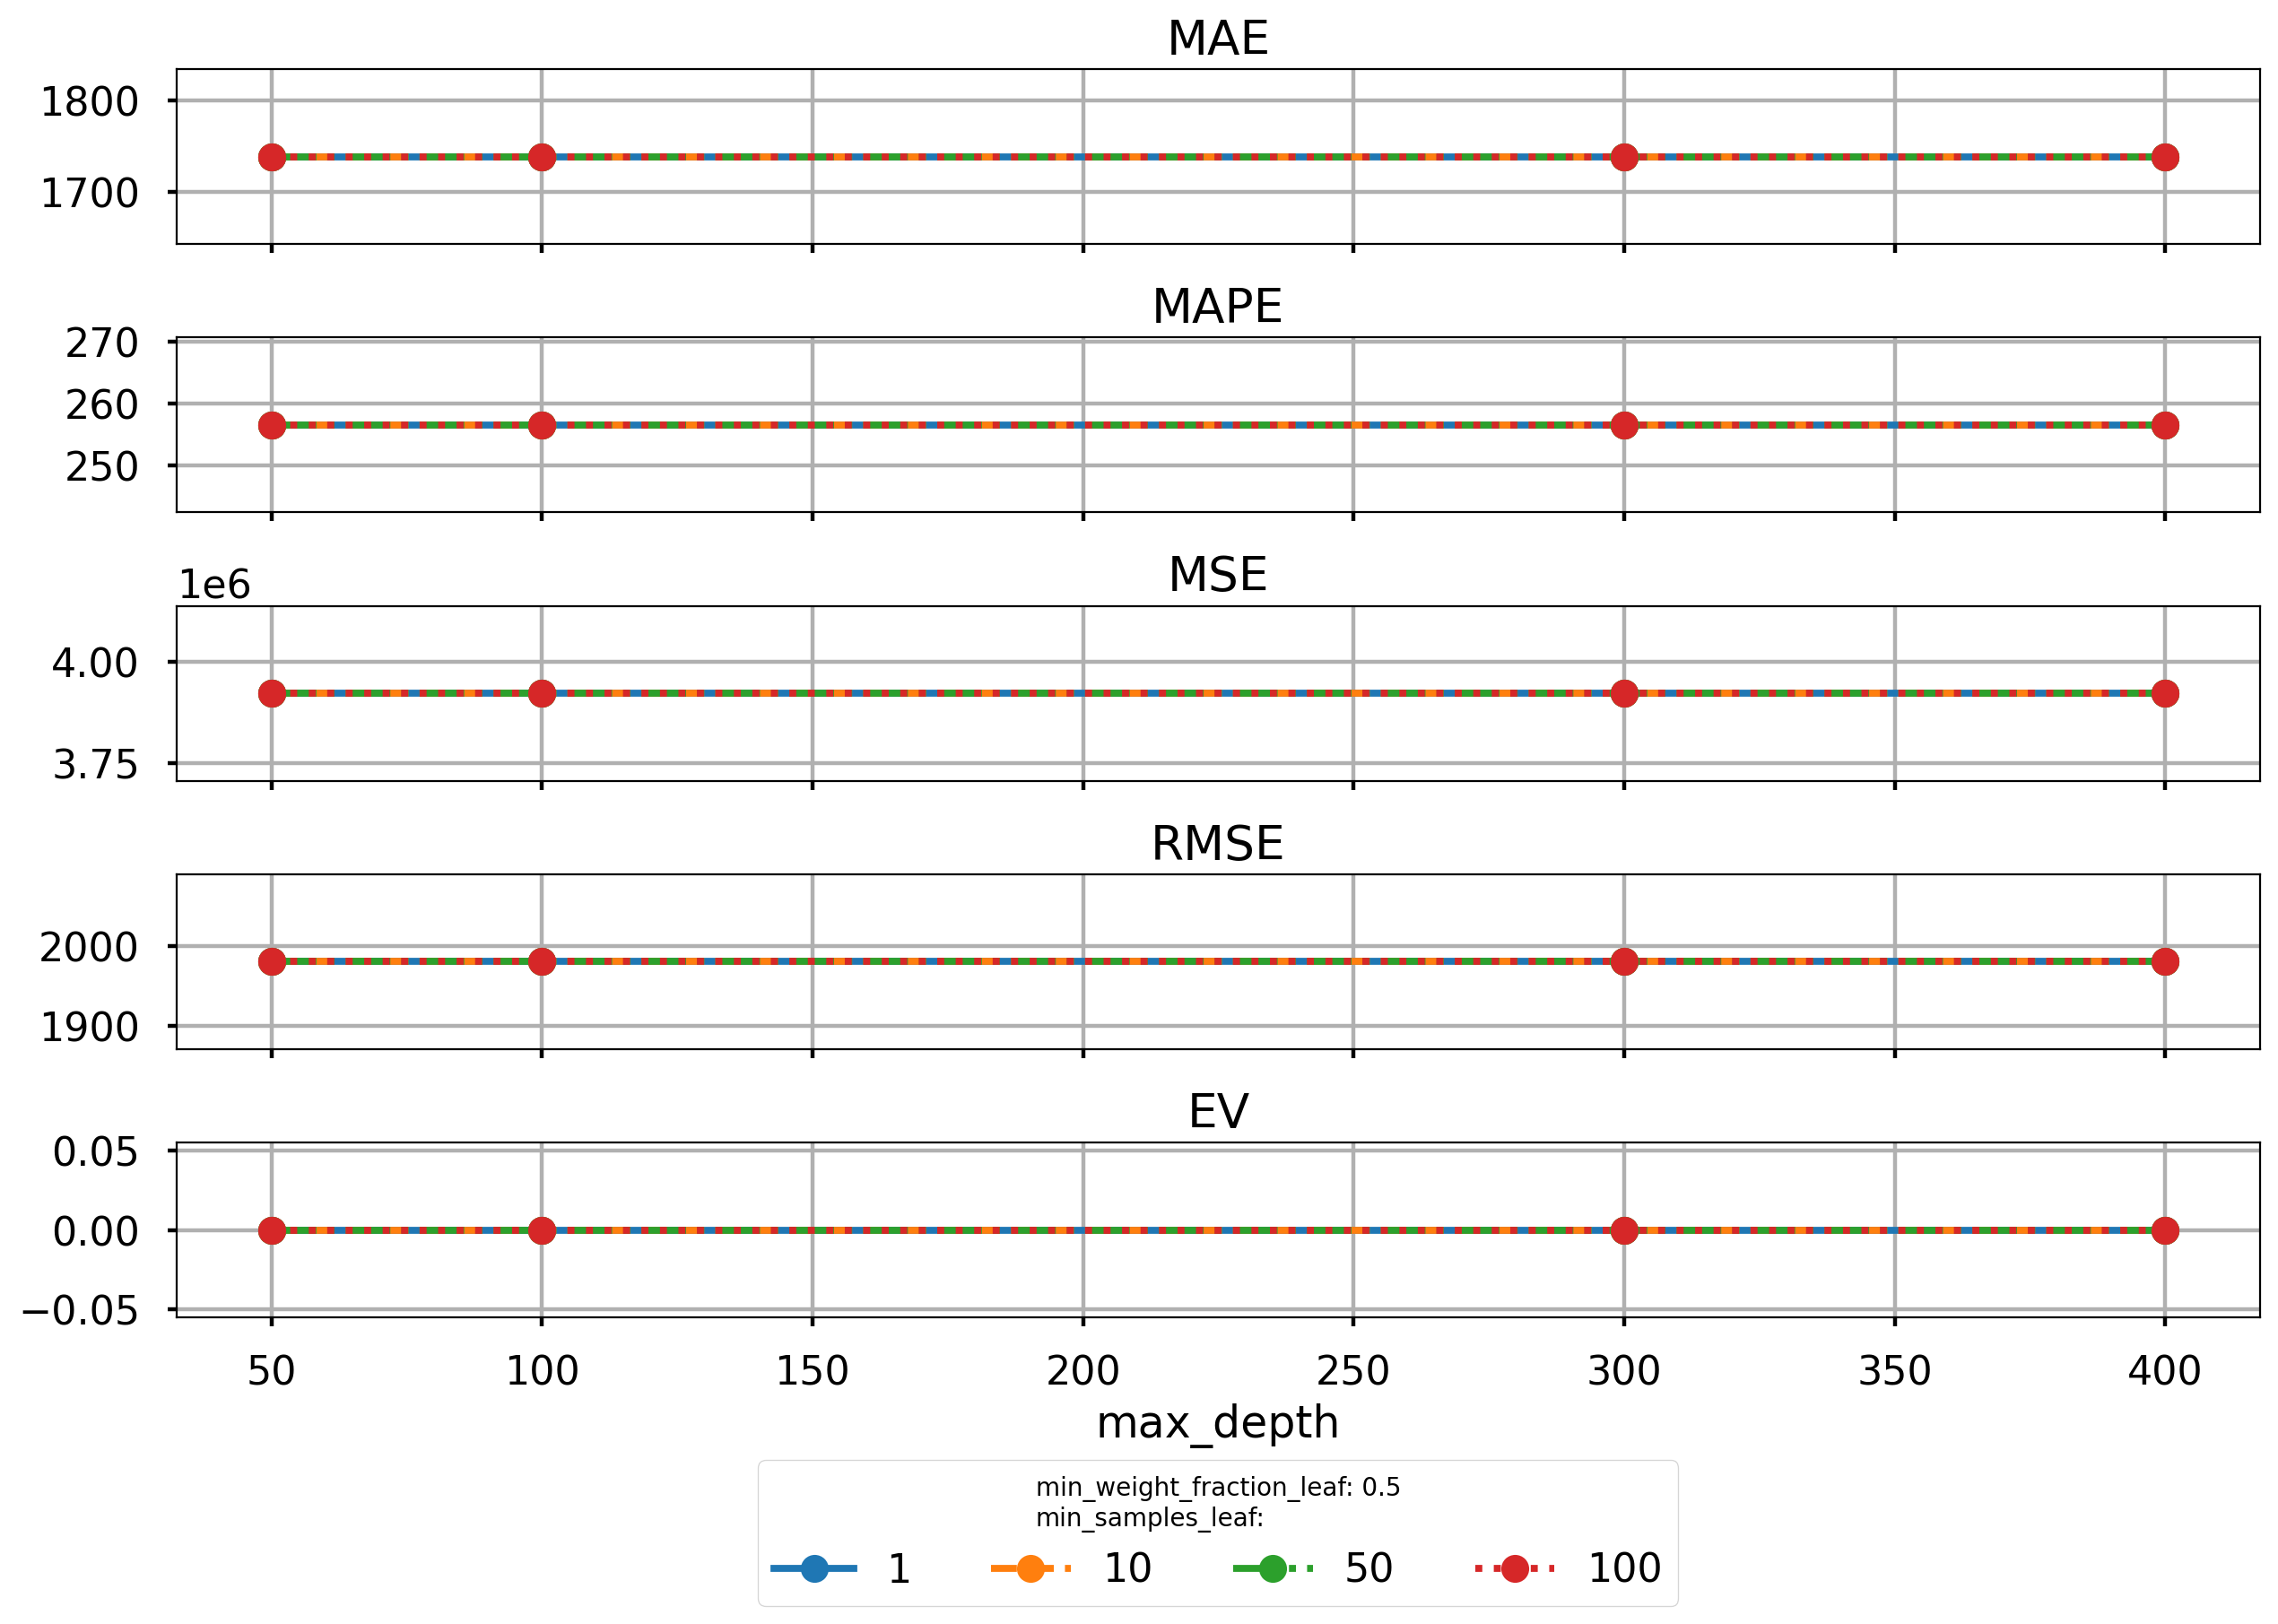 MAE
1800
1700
MAPE
270
260
250
MSE
1e6
4.00
3.75
RMSE
2000
1900
EV
0.05
0.00
−0.05
50 100 150 200 250 300 350 400
max_depth
min_weight_fraction_leaf: 0.5
min_samples_leaf:
1 10 50 100